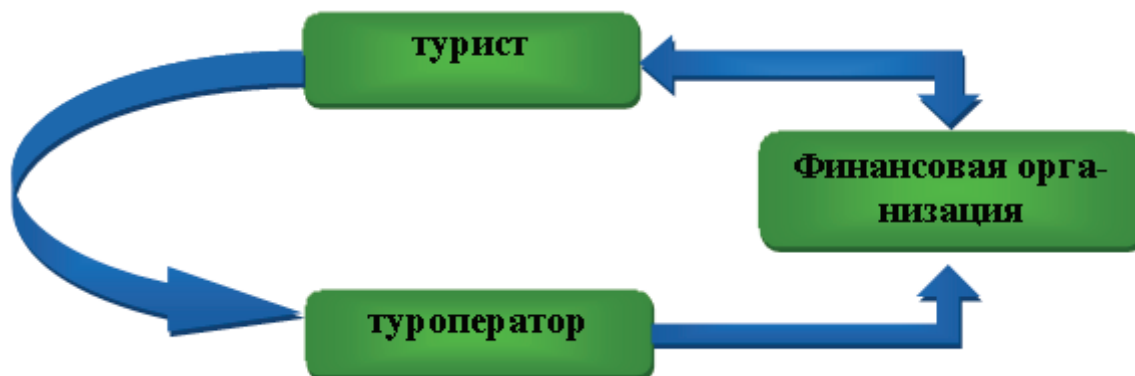 турист
Финансовая орга-
низация
туроператор